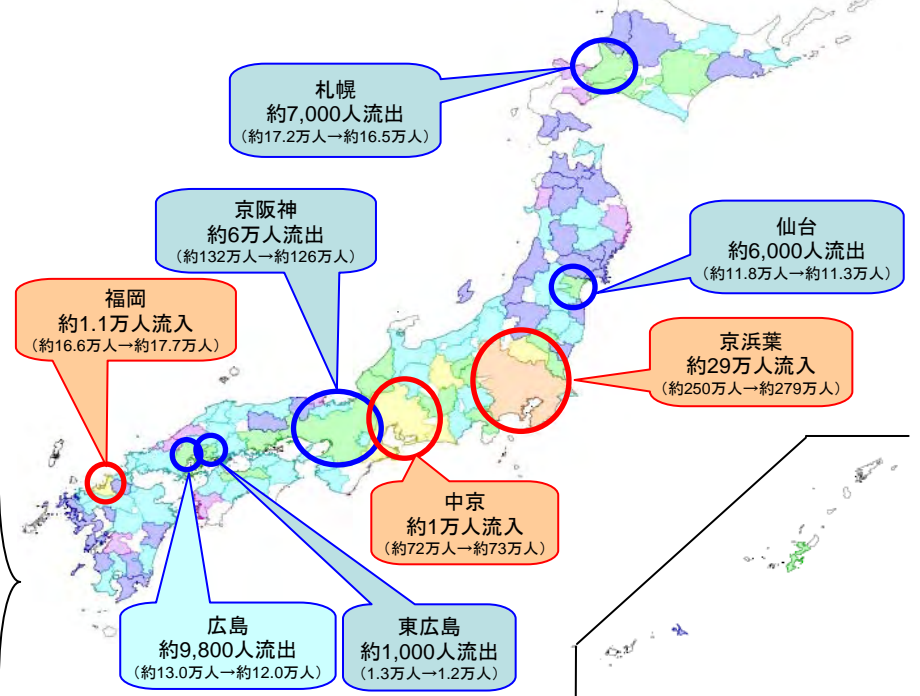 札幌
約7,000人流出
（約17.2万人→約16.5万人）
京阪神
約6万人流出
（約132万人→約126万人）
仙台
約6,000人流出
（約11.8万人→約11.3万人）
福岡
約1.1万人流入
（約16.6万人→約17.7万人）
京浜葉
約29万人流入
（約250万人→約279万人）
中京
約1万人流入
（約72万人→約73万人）
広島
約9,800人流出
（約13.0万人→約12.0万人）
東広島
約1,000人流出
（1.3万人→1.2万人）